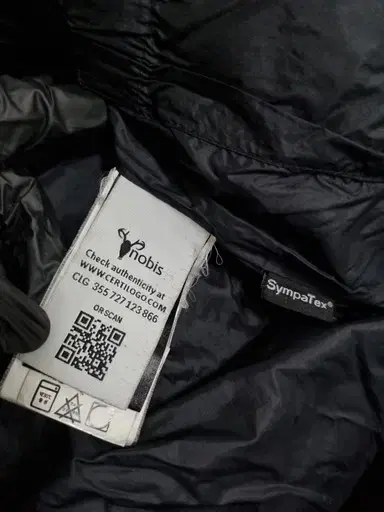 nobis
Check authenticity at
WWW.CERTILOGO.COM
CLG 355 727 123 866
OR SCAN
SympaTex®